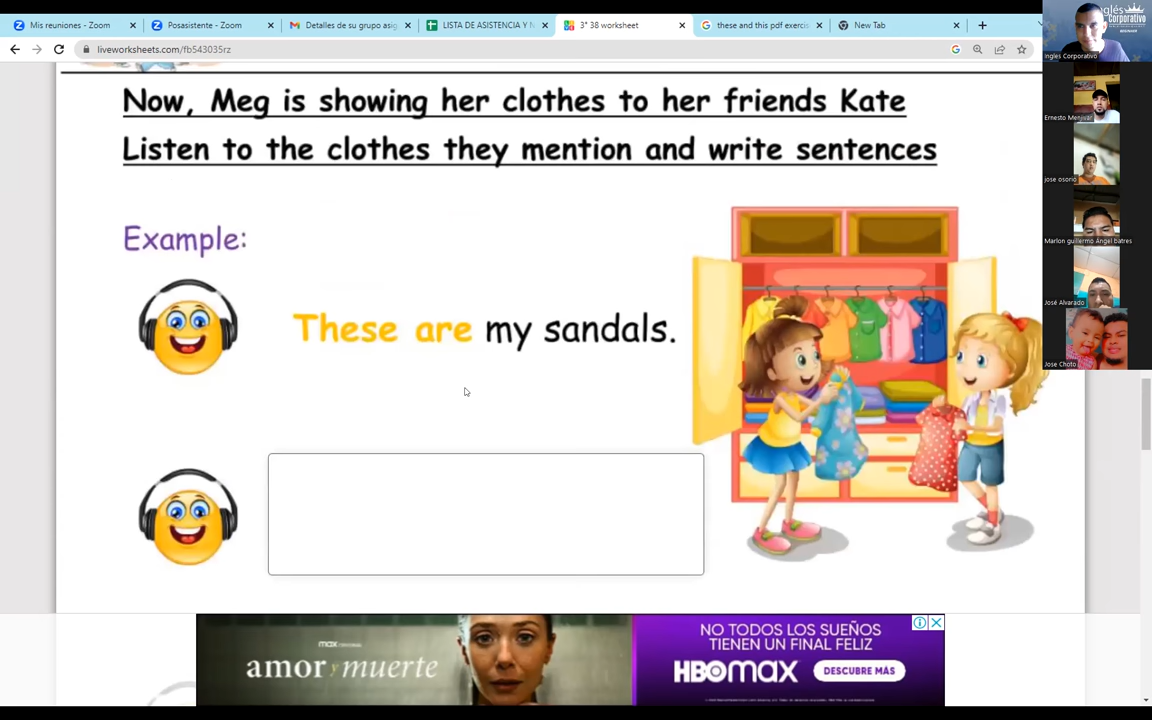 Mis reuniones - Zoom
Posasistente - Zoom
Detalles de su grupo asig
LISTA DE ASISTENCIA Y N
3° 38 worksheet
these and this pdf exercis
New Tab
liveworksheets.com/fb543035rz
Now, Meg is showing her clothes to her friends Kate
Listen to the clothes they mention and write sentences
Example:
These are my sandals.
max
amor y muerte
NO TODOS LOS SUEÑOS
TIENEN UN FINAL FELIZ
HBOMAX
DESCUBRE MÁS
Inglés
Corporativo
Ingles Corporativo
Ernesto Menjivar
jose osorio
Marlon guillermo Angel batres
José Alvarado
Jose Choto